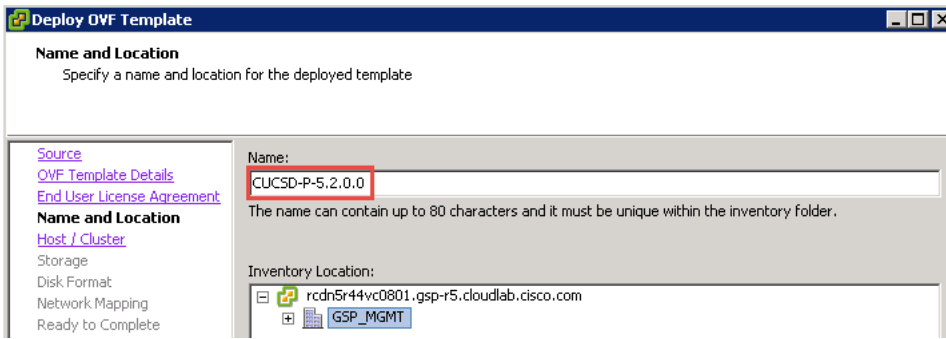 Deploy OVF Template
Name and Location
Specify a name and location for the deployed template
Source
OVF Template Details
End User License Agreement
Name and Location
Host / Cluster
Storage
Disk Format
Network Mapping
Ready to Complete
Name:
CUCSD-P-5.2.0.0
The name can contain up to 80 characters and it must be unique within the inventory folder.
Inventory Location:
rcdn5r44vc0801.gsp-r5.cloudlab.cisco.com
GSP_MGMT